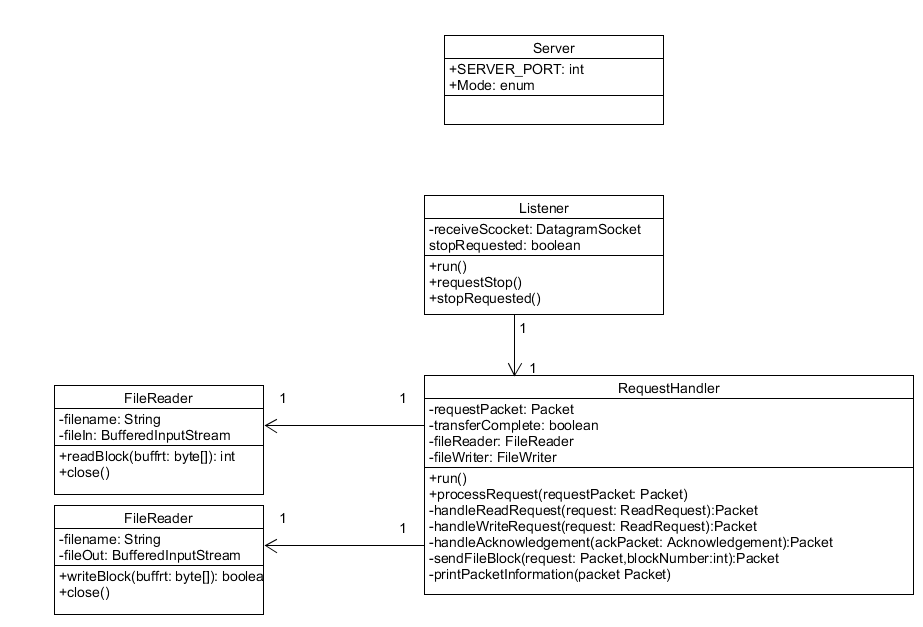 Server
+SERVER_PORT: int
+Mode: enum
Listener
-receiveScocket: DatagramSocket
stopRequested: boolean
+run()
+requestStop()
+stopRequested()
1
1
FileReader
-filename: String
-fileIn: BufferedInputStream
+readBlock(buffrt: byte[]): int
+close()
1
1
RequestHandler
-requestPacket: Packet
-transferComplete: boolean
-fileReader: FileReader
-fileWriter: FileWriter
+run()
+processRequest(requestPacket: Packet)
-handleReadRequest(request: ReadRequest):Packet
-handleWriteRequest(request: ReadRequest):Packet
-handleAcknowledgement(ackPacket: Acknowledgement):Packet
-sendFileBlock(request: Packet,blockNumber:int):Packet
-printPacketInformation(packet Packet)
FileReader
-filename: String
-fileOut: BufferedInputStream
+writeBlock(buffrt: byte[]): boolea
+close()
1
1